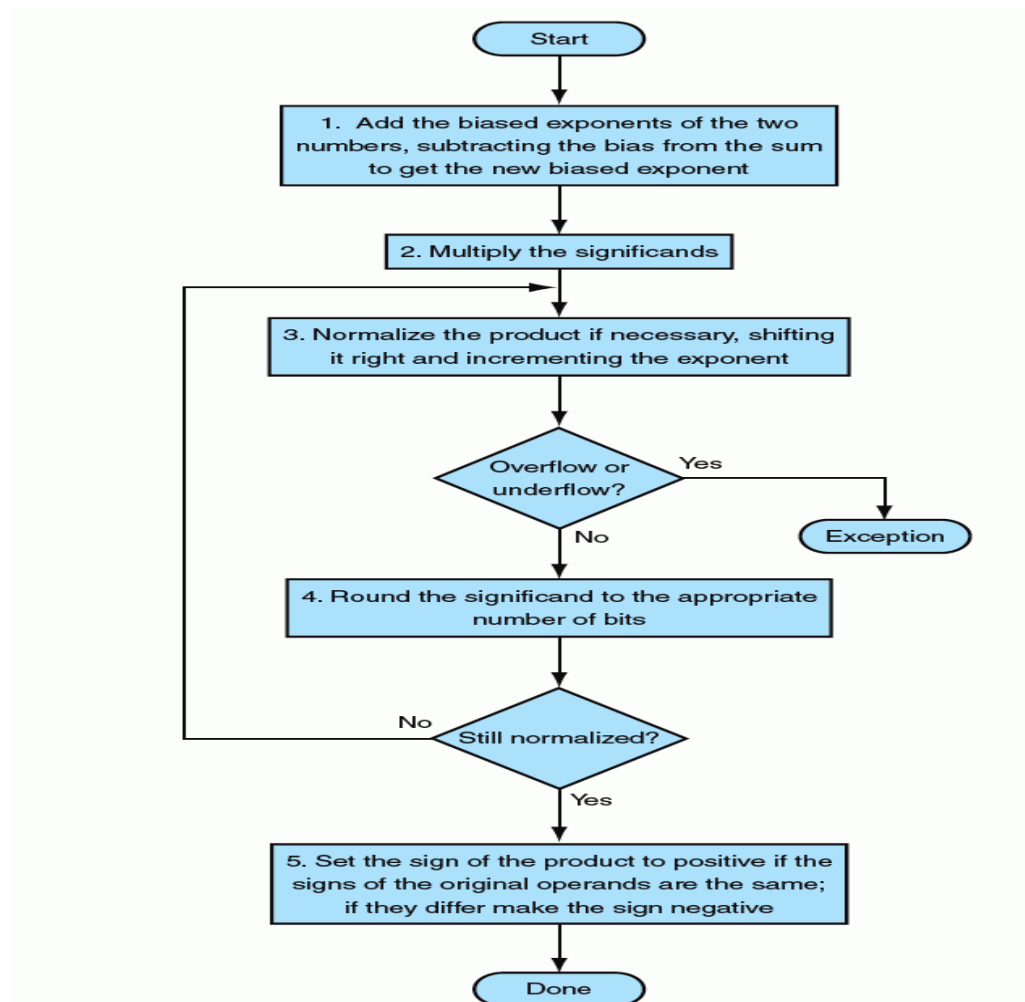 Start
1. Add the biased exponents of the two
numbers, subtracting the bias from the sum
to get the new biased exponent
2. Multiply the significands
3. Normalize the product if necessary, shifting
it right and incrementing the exponent
Overflow or
underflow?
Yes
Exception
No
4. Round the significand to the appropriate
number of bits
No
Still normalized?
Yes
5. Set the sign of the product to positive if the
signs of the original operands are the same;
if they differ make the sign negative
Done